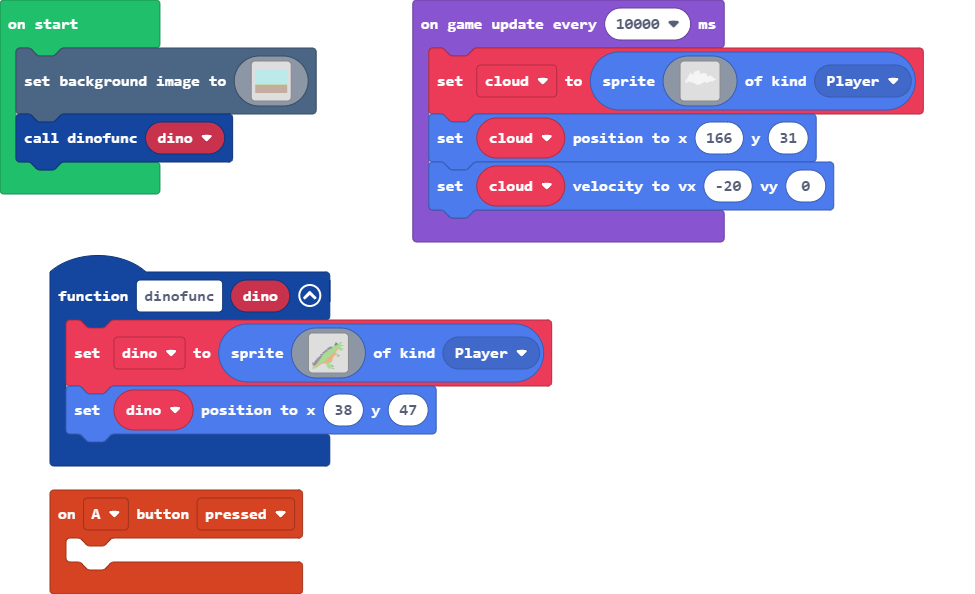 on start
set background image to
call dinofunc dino
on game update every 10000 ms
set cloud to sprite of kind Player
set cloud position to x 166 y 31
set cloud velocity to vx -20 vy 0
function dinofunc dino
set dino to sprite of kind Player
set dino position to x 38 y 47
on A button pressed